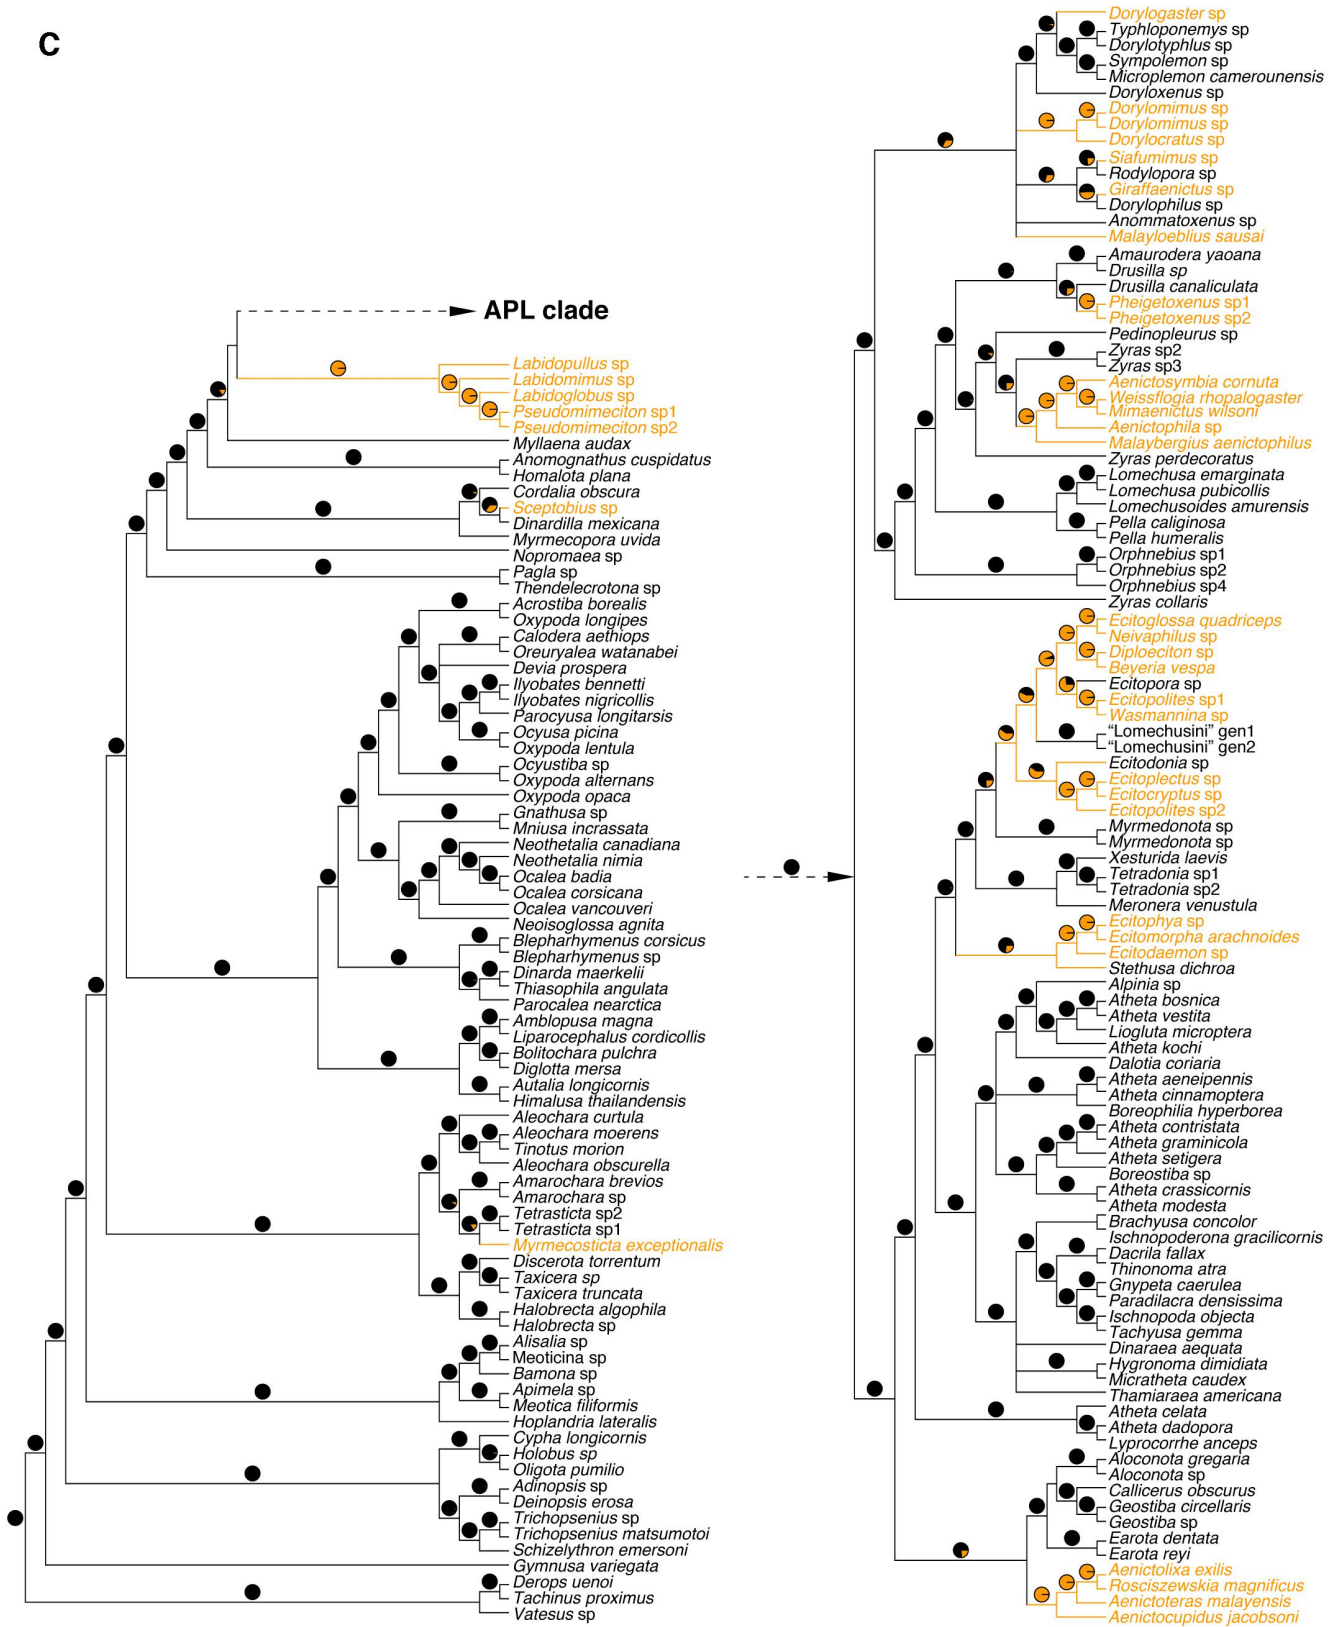 C
APL clade
Labidopullus sp
Labidomimus sp
Labidoglobus sp
Pseudomimeciton sp1
Pseudomimeciton sp2
Myllaena audax
Anomognathus cuspidatus
Homalota plana
Cordalia obscura
Sceptobius sp
Dinardilla mexicana
Myrmecopora uvida
Nopromaea sp
Pagla sp
Thendelecrotona sp
Acrostiba borealis
Oxypoda longipes
Calodera aethiops
Oreuryalea watanabei
Devia prospera
Ilyobates bennetti
Ilyobates nigricollis
Parocyusa longitarsis
Ocyusa picina
Oxypoda lentula
Ocyustiba sp
Oxypoda alternans
Oxypoda opaca
Gnathusa sp
Mniusa incrassata
Neothetalia canadiana
Neothetalia nimia
Ocalea badia
Ocalea corsicana
Ocalea vancouveri
Neoisoglossa agnita
Blepharhymenus corsicus
Blepharhymenus sp
Dinarda maerkelii
Thiasophila angulata
Parocalea nearctica
Amblopusa magna
Liparocephalus cordicollis
Bolitochara pulchra
Diglotta mersa
Autalia longicornis
Himalusa thailandensis
Aleochara curtula
Aleochara moerens
Tinotus morion
Aleochara obscurella
Amarochara brevios
Amarochara sp
Tetrasticta sp2
Tetrasticta sp1
Myrmecosticta exceptionalis
Discerota torrentum
Taxicera sp
Taxicera truncata
Halobrecta algophila
Halobrecta sp
Alisalia sp
Meoticina sp
Bamona sp
Apimela sp
Meotica filiformis
Hoplandria lateralis
Cypha longicornis
Holobus sp
Oligota pumilio
Adinopsis sp
Deinopsis erosa
Trichopsenius sp
Trichopsenius matsumotoi
Schizelythron emersoni
Gymnusa variegata
Derops uenoi
Tachinus proximus
Vatesus sp
Dorylogaster sp
Typhloponemys sp
Dorylotyphlus sp
Sympolemon sp
Microplemon camerounensis
Doryloxenus sp
Dorylomimus sp
Dorylomimus sp
Dorylocratus sp
Siafumimus sp
Rodylopora sp
Giraffaenictus sp
Dorylophilus sp
Anommatoxenus sp
Malayloeblius sausai
Amaurodera yaoana
Drusilla sp
Drusilla canaliculata
Pheigetoxenus sp1
Pheigetoxenus sp2
Pedinopleurus sp
Zyras sp2
Zyras sp3
Aenictosymbia cornuta
Weissflogia rhopalogaster
Mimaenictus wilsoni
Aenictophila sp
Malaybergius aenictophilus
Zyras perdecoratus
Lomechusa emarginata
Lomechusa pubicollis
Lomechusoides amurensis
Pella caliginosa
Pella humeralis
Orphnebius sp1
Orphnebius sp2
Orphnebius sp4
Zyras collaris
Ecitoglossa quadriceps
Neivaphilus sp
Diploeciton sp
Beyeria vespa
Ecitopora sp
Ecitopolites sp1
Wasmannina sp
“Lomechusini” gen1
“Lomechusini” gen2
Ecitodonia sp
Ecitoplectus sp
Ecitocryptus sp
Ecitopolites sp2
Myrmedonota sp
Myrmedonota sp
Xesturida laevis
Tetradonia sp1
Tetradonia sp2
Meronera venustula
Ecitophya sp
Ecitomorpha arachnoides
Ecitodaemon sp
Stethusa dichroa
Alpinia sp
Atheta bosnica
Atheta vestita
Liogluta microptera
Atheta kochi
Dalotia coriaria
Atheta aeneipennis
Atheta cinnamoptera
Boreophilia hyperborea
Atheta contristata
Atheta graminicola
Atheta setigera
Boreostiba sp
Atheta crassicornis
Atheta modesta
Brachyusa concolor
Ischnopoderona gracilicornis
Dacrila fallax
Thinonoma atra
Gnypeta caerulea
Paradilacra densissima
Ischnopoda objecta
Tachyusa gemma
Dinaraea aequata
Hygronoma dimidiata
Micratheta caudex
Thamiaraea americana
Atheta celata
Atheta dadopora
Lyprocorrhe anceps
Aloconota gregaria
Aloconota sp
Callicerus obscurus
Geostiba circellaris
Geostiba sp
Earota dentata
Earota reyi
Aenictolixa exilis
Rosciszewskia magnificus
Aenictoteras malayensis
Aenictocupidus jacobsoni